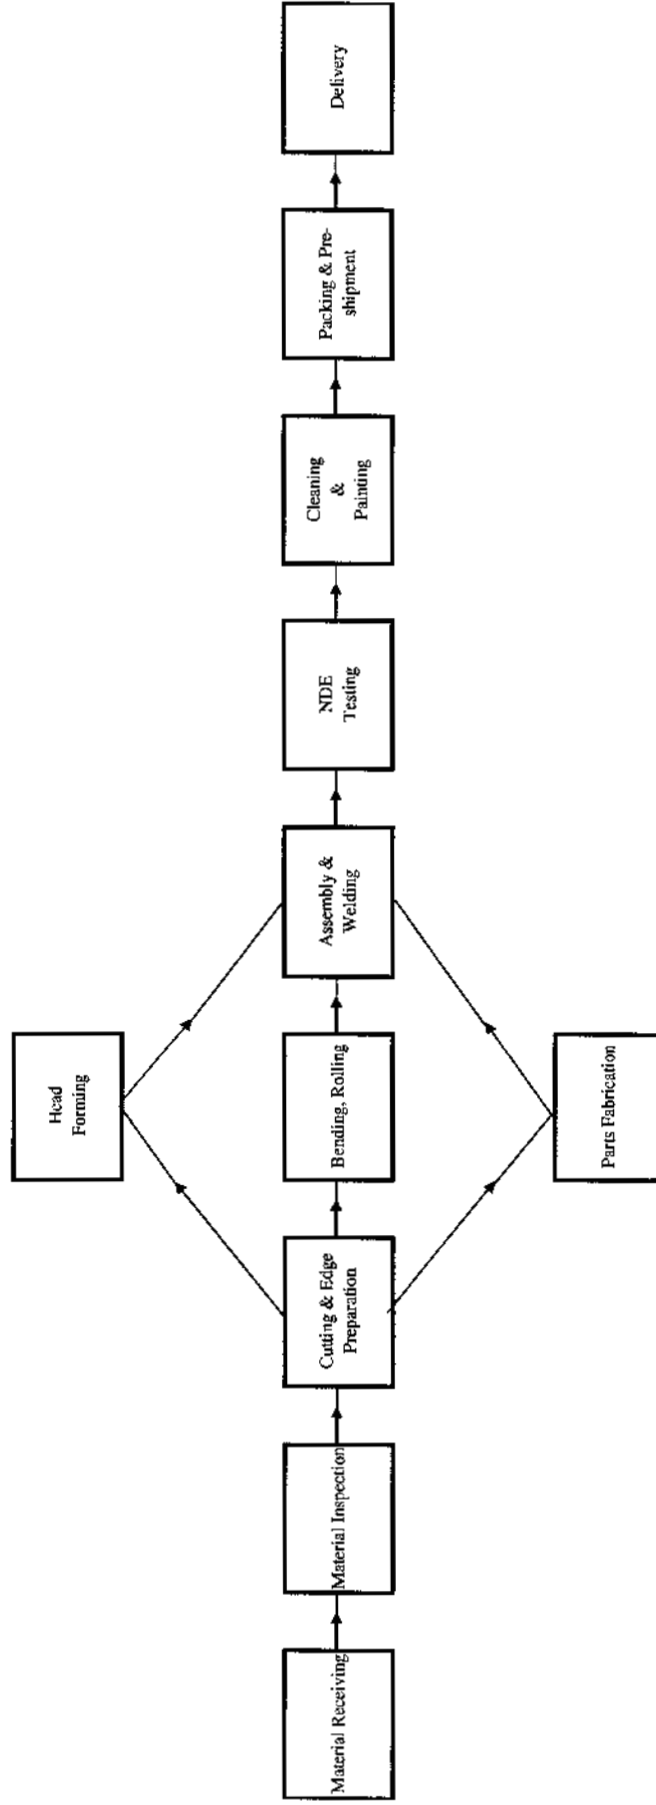 Material Receiving
Material Inspection
Cutting & Edge
Preparation
Head
Forming
Bending, Rolling
Parts Fabrication
Assembly &
Welding
NDE
Testing
Cleaning
&
Painting
Packing & Pre-
shipment
Delivery